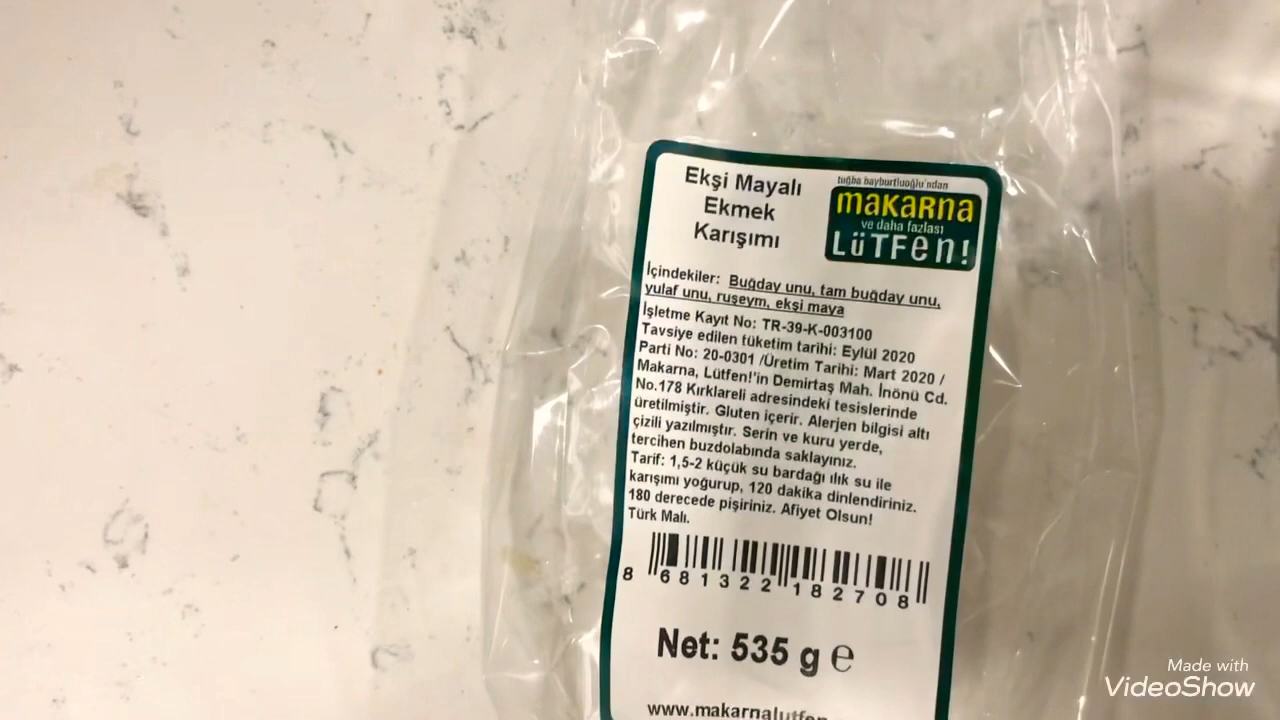 Ekşi Mayalı
Ekmek
Karışımı
tuğba bayburtluoğlu'ndan
makarna
ve daha fazlası
LüTFen!
İçindekiler: Buğday unu, tam buğday unu,
yulaf unu, ruşeym, ekşi maya
İşletme Kayıt No: TR-39-K-003100
Tavsiye edilen tüketim tarihi: Eylül 2020
Parti No: 20-0301 /Üretim Tarihi: Mart 2020 /
Makarna, Lütfen!'in Demirtaş Mah. İnönü Cd.
No.178 Kırklareli adresindeki tesislerinde
üretilmiştir. Gluten içerir. Alerjen bilgisi altı
çizili yazılmıştır. Serin ve kuru yerde,
tercihen buzdolabında saklayınız.
Tarif: 1,5-2 küçük su bardağı ılık su ile
karışımı yoğurup, 120 dakika dinlendiriniz.
180 derecede pişiriniz. Afiyet Olsun!
Türk Malı.
8 681322 182708
Net: 535 g ℮
www.makarnalutfen
Made with
VideoShow